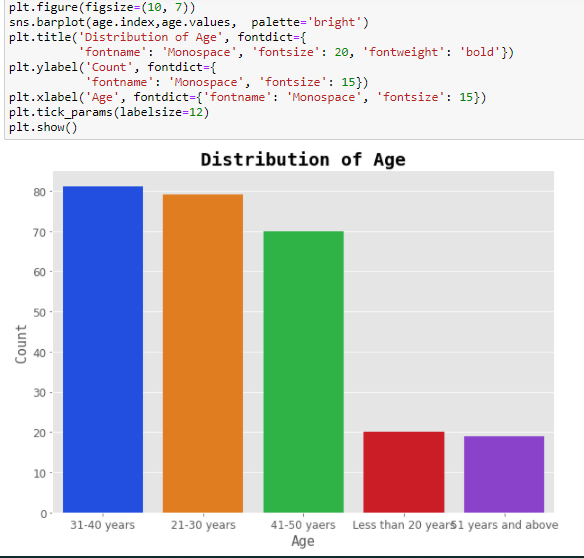 plt.figure(figsize=(10, 7))
sns.barplot(age.index,age.values,  palette='bright')
plt.title('Distribution of Age', fontdict={
          'fontname': 'Monospace', 'fontsize': 20, 'fontweight': 'bold'})
plt.ylabel('Count', fontdict={
           'fontname': 'Monospace', 'fontsize': 15})
plt.xlabel('Age', fontdict={'fontname': 'Monospace', 'fontsize': 15})
plt.tick_params(labelsize=12)
plt.show()
Distribution of Age
80
70
60
50
40
30
20
10
0
Count
31-40 years
21-30 years
41-50 yaers
Less than 20 years
51 years and above
Age